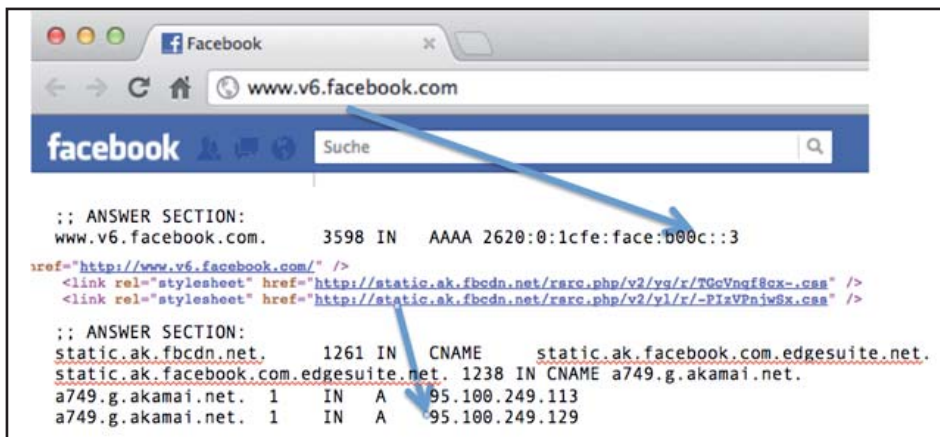 Facebook
www.v6.facebook.com
facebook Suche
;; ANSWER SECTION:
www.v6.facebook.com. 3598 IN AAAA 2620:0:1cfe:face:b00c::3
href="http://www.v6.facebook.com/" />
<link rel="stylesheet" href="http://static.ak.fbcdn.net/rsrc.php/v2/yq/r/TGcVnqf8cx-.css" />
<link rel="stylesheet" href="http://static.ak.fbcdn.net/rsrc.php/v2/yl/r/-PIzVPnjwSx.css" />
;; ANSWER SECTION:
static.ak.fbcdn.net. 1261 IN CNAME static.ak.facebook.com.edgesuite.net.
static.ak.facebook.com.edgesuite.net. 1238 IN CNAME a749.g.akamai.net.
a749.g.akamai.net. 1 IN A 95.100.249.113
a749.g.akamai.net. 1 IN A 95.100.249.129